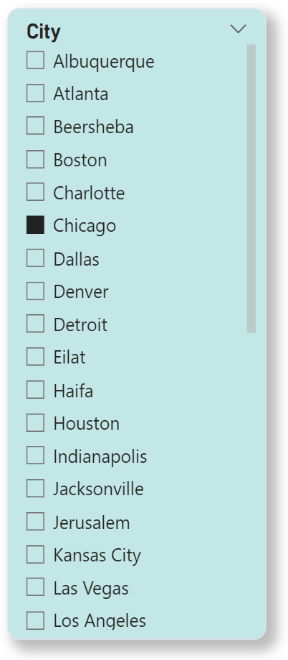 City
Albuquerque
Atlanta
Beersheba
Boston
Charlotte
Chicago
Dallas
Denver
Detroit
Eilat
Haifa
Houston
Indianapolis
Jacksonville
Jerusalem
Kansas City
Las Vegas
Los Angeles